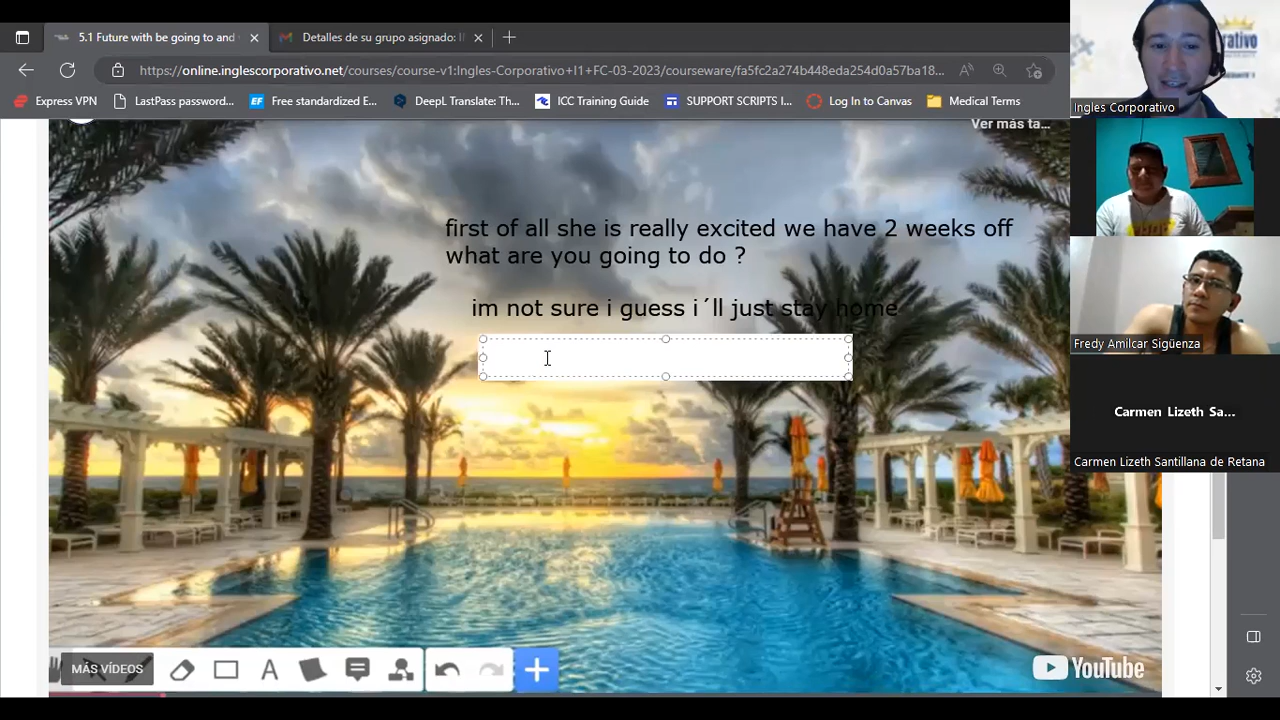 5.1 Future with be going to and
Detalles de su grupo asignado: I
https://online.inglescorporativo.net/courses/course-v1:Ingles-Corporativo+I1+FC-03-2023/courseware/fa5fc2a274b448eda254d0a57ba18...
Express VPN
LastPass password...
EF Free standardized E...
DeepL Translate: Th...
ICC Training Guide
SUPPORT SCRIPTS I...
Log In to Canvas
Medical Terms
Ver más ta...
first of all she is really excited we have 2 weeks off
what are you going to do ?
im not sure i guess i´ll just stay home
MÁS VÍDEOS
A
YouTube
Ingles Corporativo
Fredy Amilcar Sigüenza
Carmen Lizeth Sa...
Carmen Lizeth Santillana de Retana